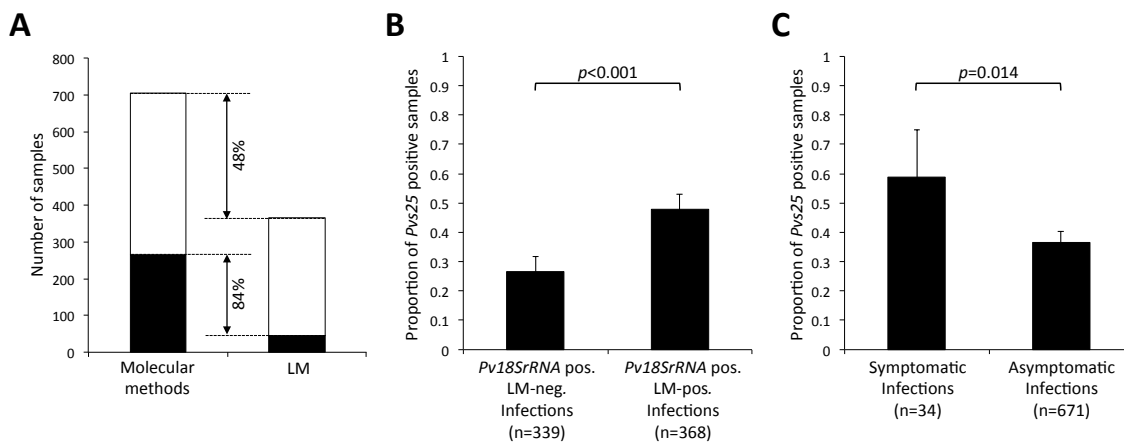 A
Number of samples
800
700
600
500
400
300
200
100
0
48%
84%
Molecular
methods
LM
B
Proportion of Pvs25 positive samples
1
0.9
0.8
0.7
0.6
0.5
0.4
0.3
0.2
0.1
0
p<0.001
Pv18SrRNA pos.
LM-neg.
Infections
(n=339)
Pv18SrRNA pos.
LM-pos.
Infections
(n=368)
C
Proportion of Pvs25 positive samples
1
0.9
0.8
0.7
0.6
0.5
0.4
0.3
0.2
0.1
0
p=0.014
Symptomatic
Infections
(n=34)
Asymptomatic
Infections
(n=671)